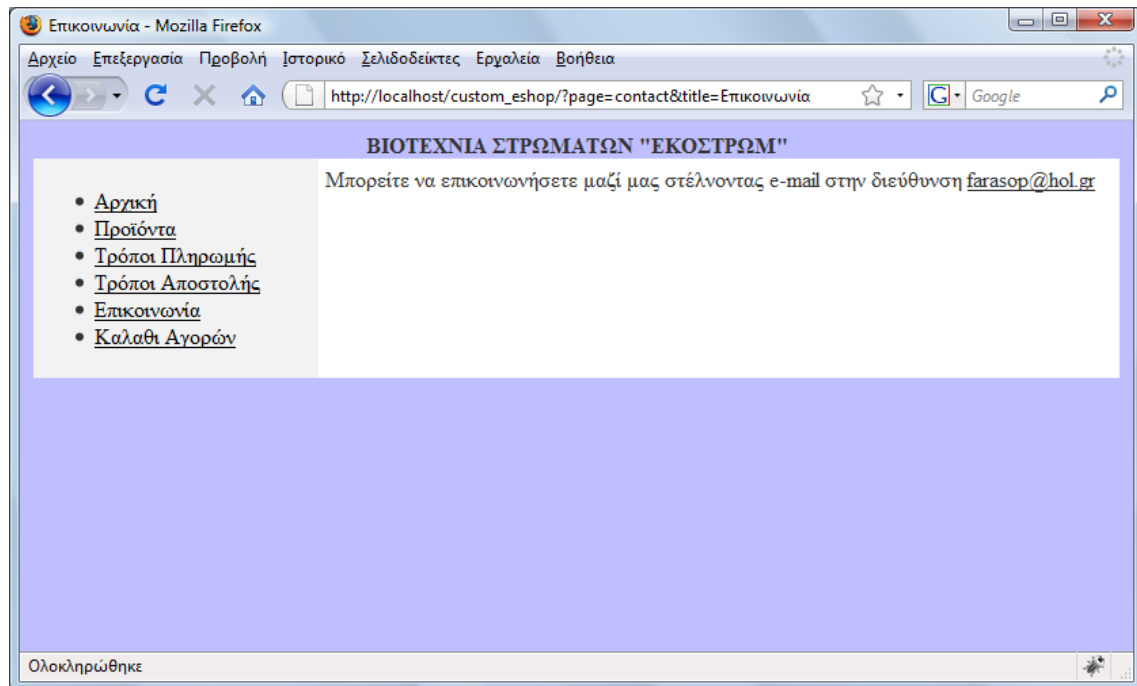 Επικοινωνία - Mozilla Firefox
Αρχείο Επεξεργασία Προβολή Ιστορικό Σελιδοδείκτες Εργαλεία Βοήθεια
http://localhost/custom_eshop/?page=contact&title=Επικοινωνία G Google
ΒΙΟΤΕΧΝΙΑ ΣΤΡΩΜΑΤΩΝ "ΕΚΟΣΤΡΩΜ"
Μπορείτε να επικοινωνήσετε μαζί μας στέλνοντας e-mail στην διεύθυνση farasop@hol.gr
Αρχική
Προϊόντα
Τρόποι Πληρωμής
Τρόποι Αποστολής
Επικοινωνία
Καλαθι Αγορών
Ολοκληρώθηκε